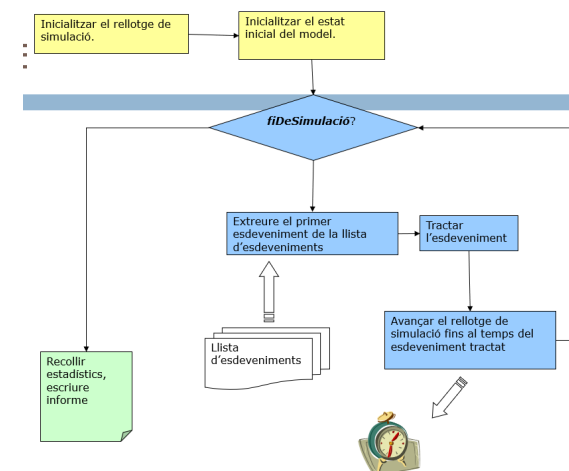 Inicialitzar el rellotge de
simulació.
Inicialitzar el estat
inicial del model.
fiDeSimulació?
Extreure el primer
esdeveniment de la llista
d'esdeveniments
Tractar
l'esdeveniment
Avançar el rellotge de
simulació fins al temps del
esdeveniment tractat
Llista
d'esdeveniments
Recollir
estadístics,
escriure
informe